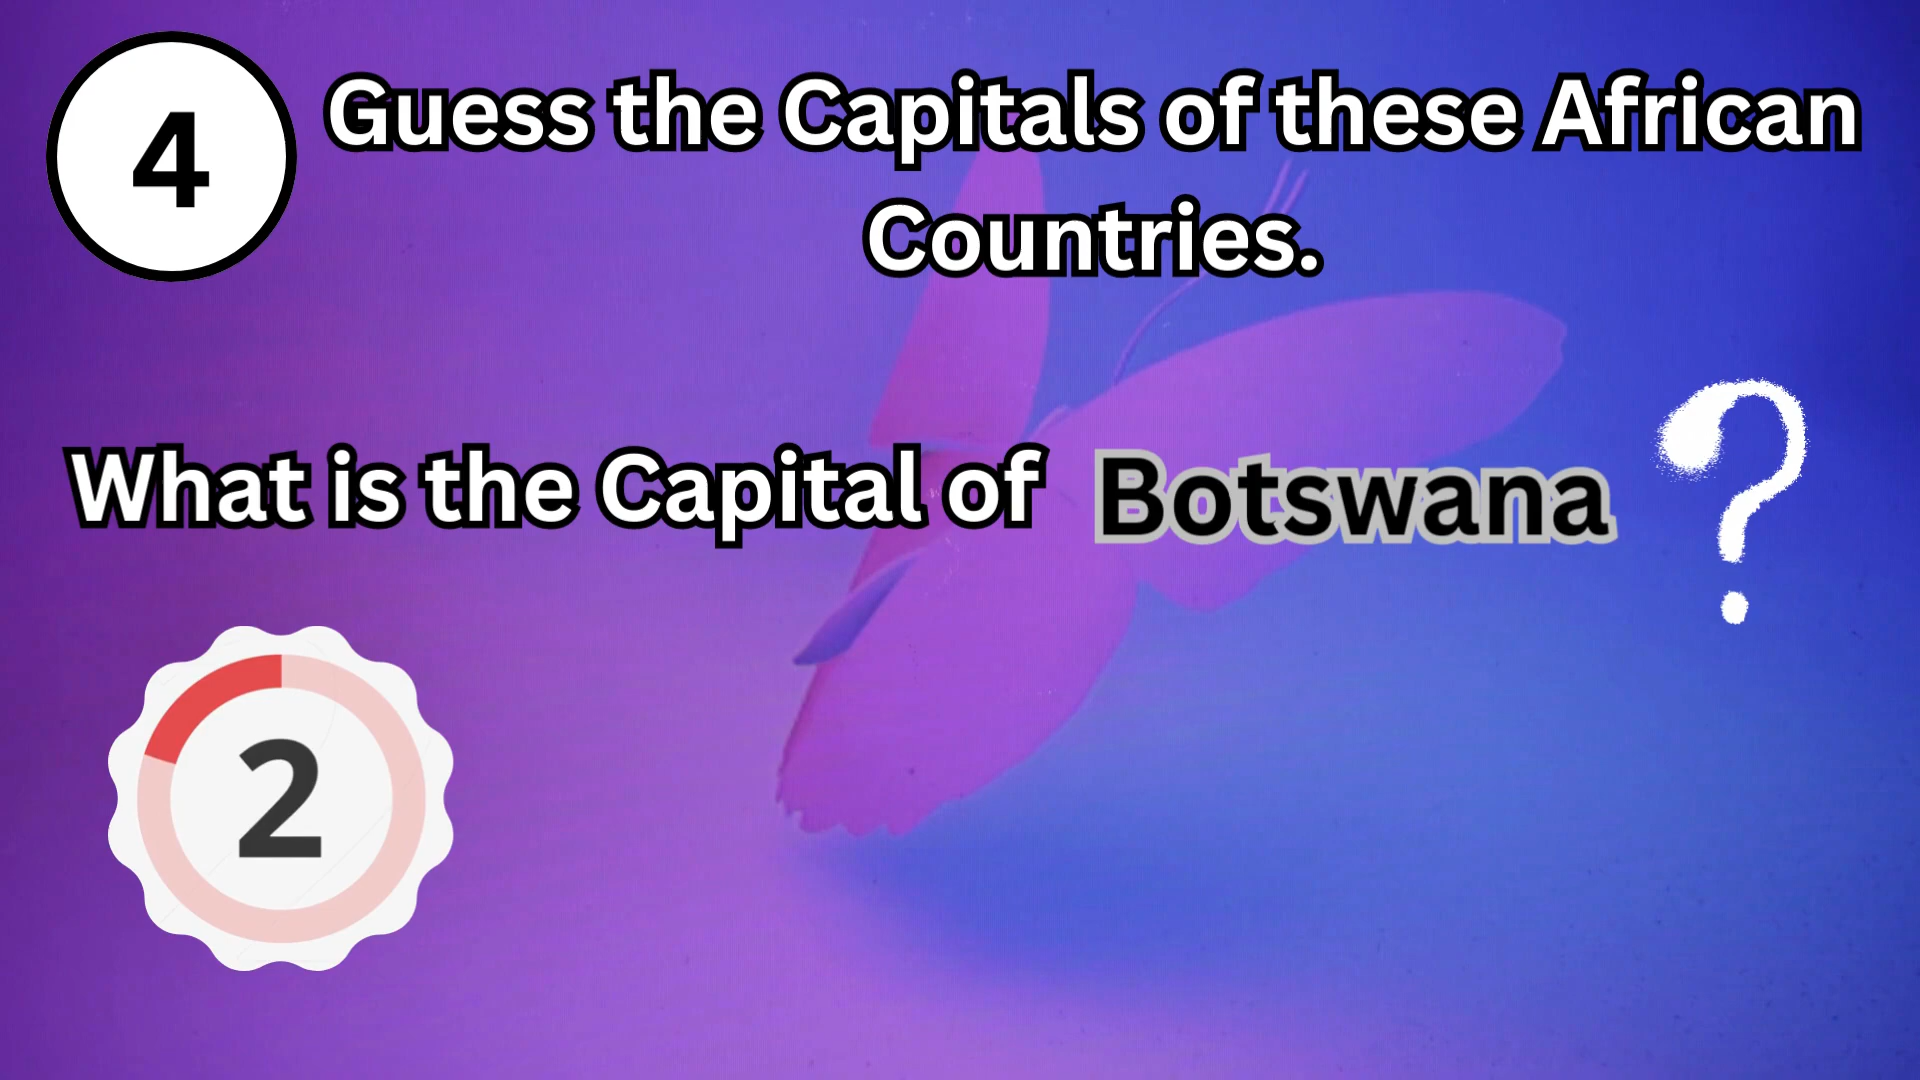 4
Guess the Capitals of these African
Countries.
What is the Capital of Botswana ?
2